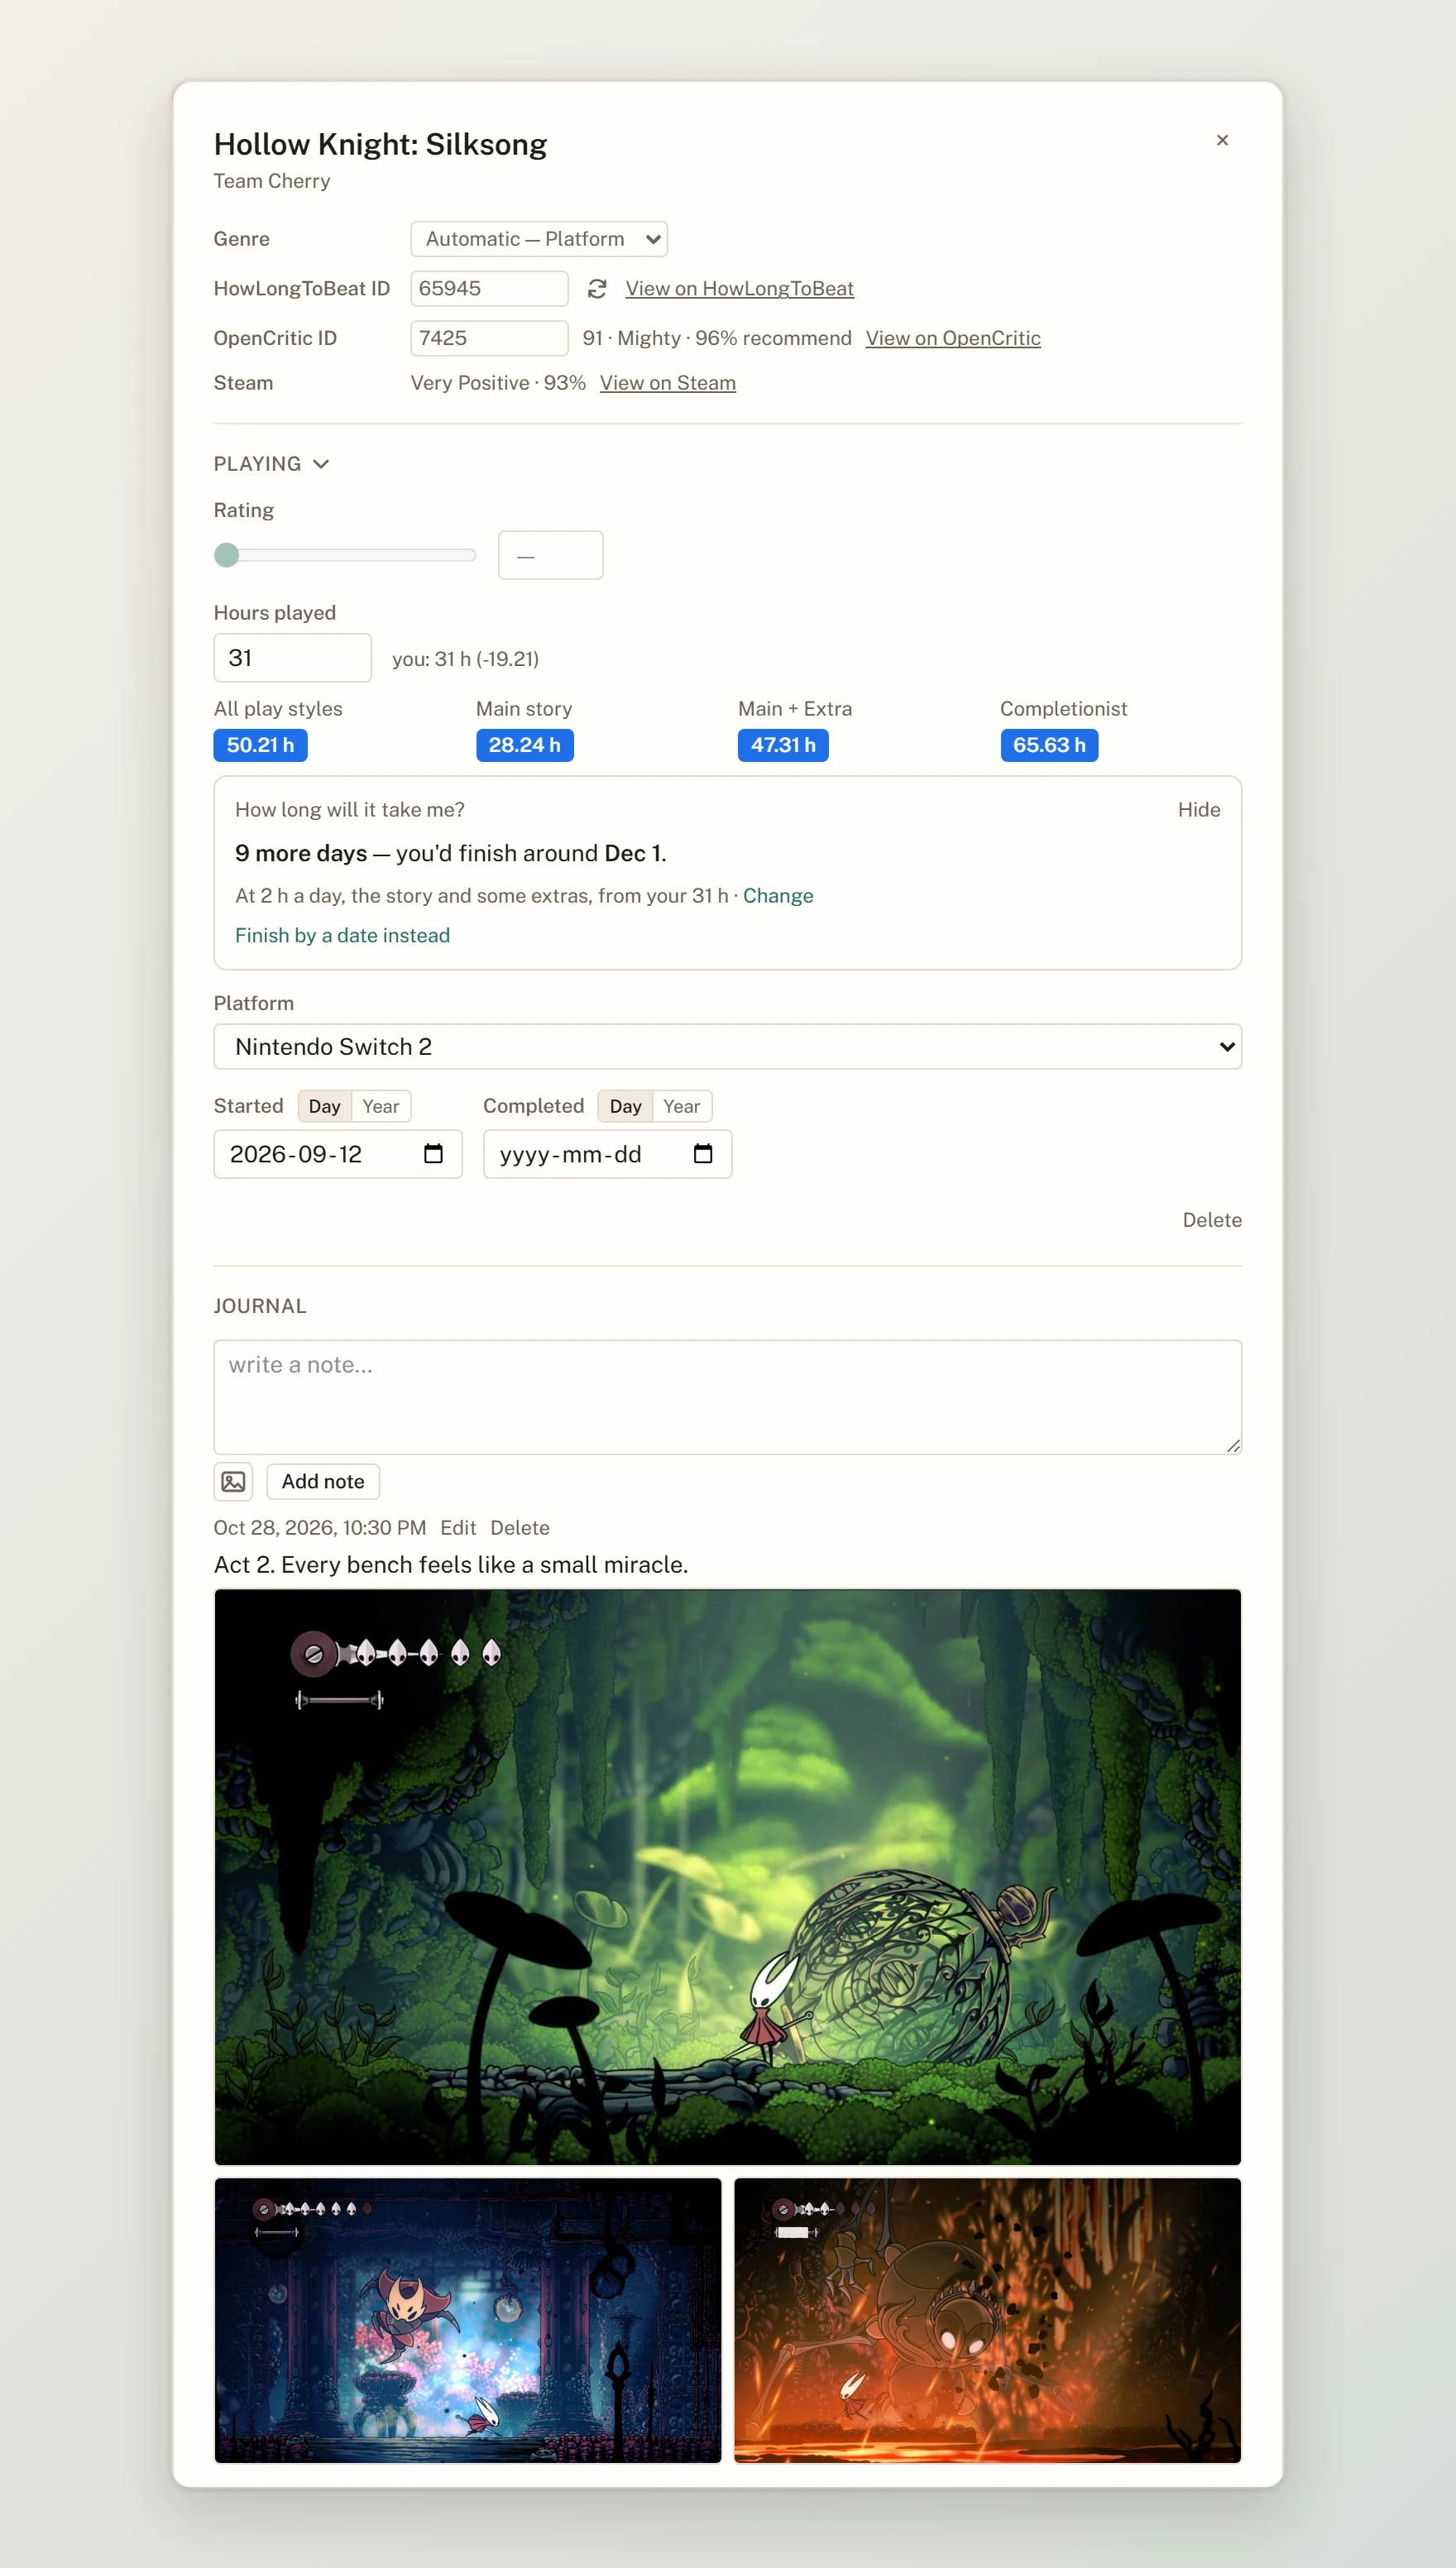 Hollow Knight: Silksong
×
Team Cherry
Genre Automatic — Platform
HowLongToBeat ID 65945 View on HowLongToBeat
OpenCritic ID 7425 91 · Mighty · 96% recommend View on OpenCritic
Steam Very Positive · 93% View on Steam
PLAYING
Rating
—
Hours played
31 you: 31 h (-19.21)
All play styles Main story Main + Extra Completionist
50.21 h 28.24 h 47.31 h 65.63 h
How long will it take me? Hide
9 more days — you'd finish around Dec 1.
At 2 h a day, the story and some extras, from your 31 h · Change
Finish by a date instead
Platform
Nintendo Switch 2
Started Day Year Completed Day Year
2026-09-12 yyyy-mm-dd
Delete
JOURNAL
write a note...
Add note
Oct 28, 2026, 10:30 PM Edit Delete
Act 2. Every bench feels like a small miracle.